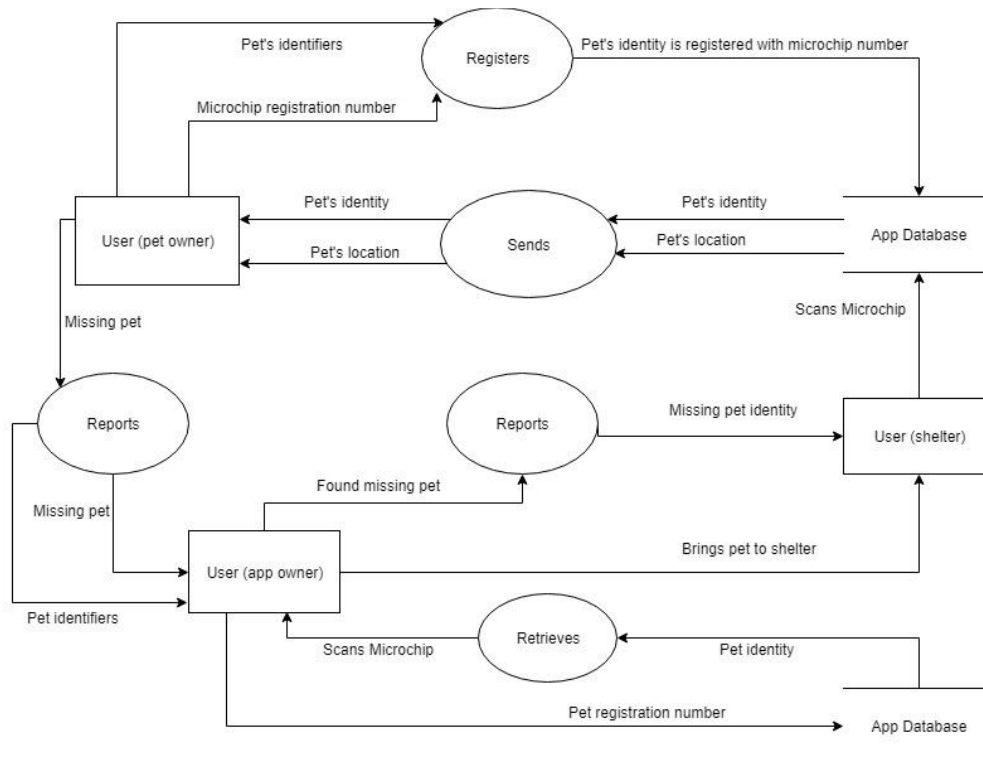 Pet's identifiers
Registers
Pet's identity is registered with microchip number
Microchip registration number
Pet's identity
Pet's identity
User (pet owner)
Sends
App Database
Pet's location
Pet's location
Scans Microchip
Missing pet
Reports
Reports
Missing pet identity
User (shelter)
Found missing pet
Missing pet
User (app owner)
Brings pet to shelter
Pet identifiers
Scans Microchip
Retrieves
Pet identity
Pet registration number
App Database